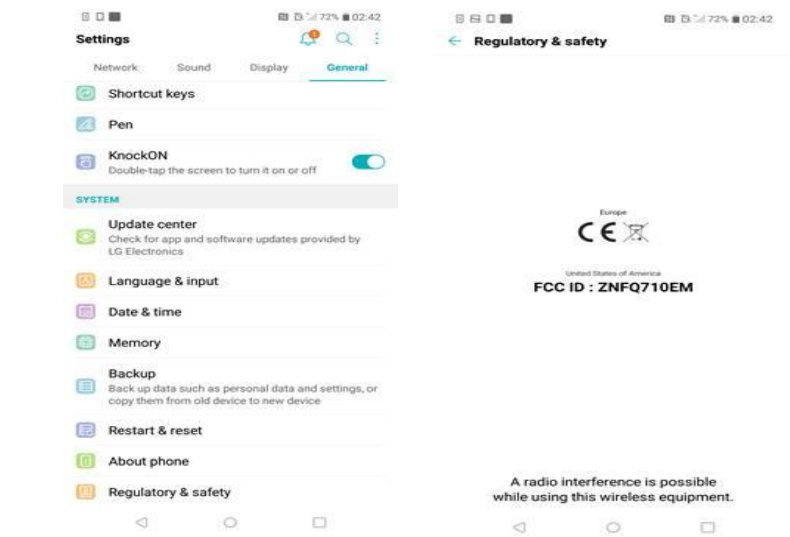 72% 02:42
Settings
1
Network Sound Display General
Shortcut keys
Pen
KnockON
Double-tap the screen to turn it on or off
SYSTEM
Update center
Check for app and software updates provided by
LG Electronics
Language & input
Date & time
Memory
Backup
Back up data such as personal data and settings, or
copy them from old device to new device
Restart & reset
About phone
Regulatory & safety
72% 02:42
Regulatory & safety
Europe
CE
United States of America
FCC ID : ZNFQ710EM
A radio interference is possible
while using this wireless equipment.